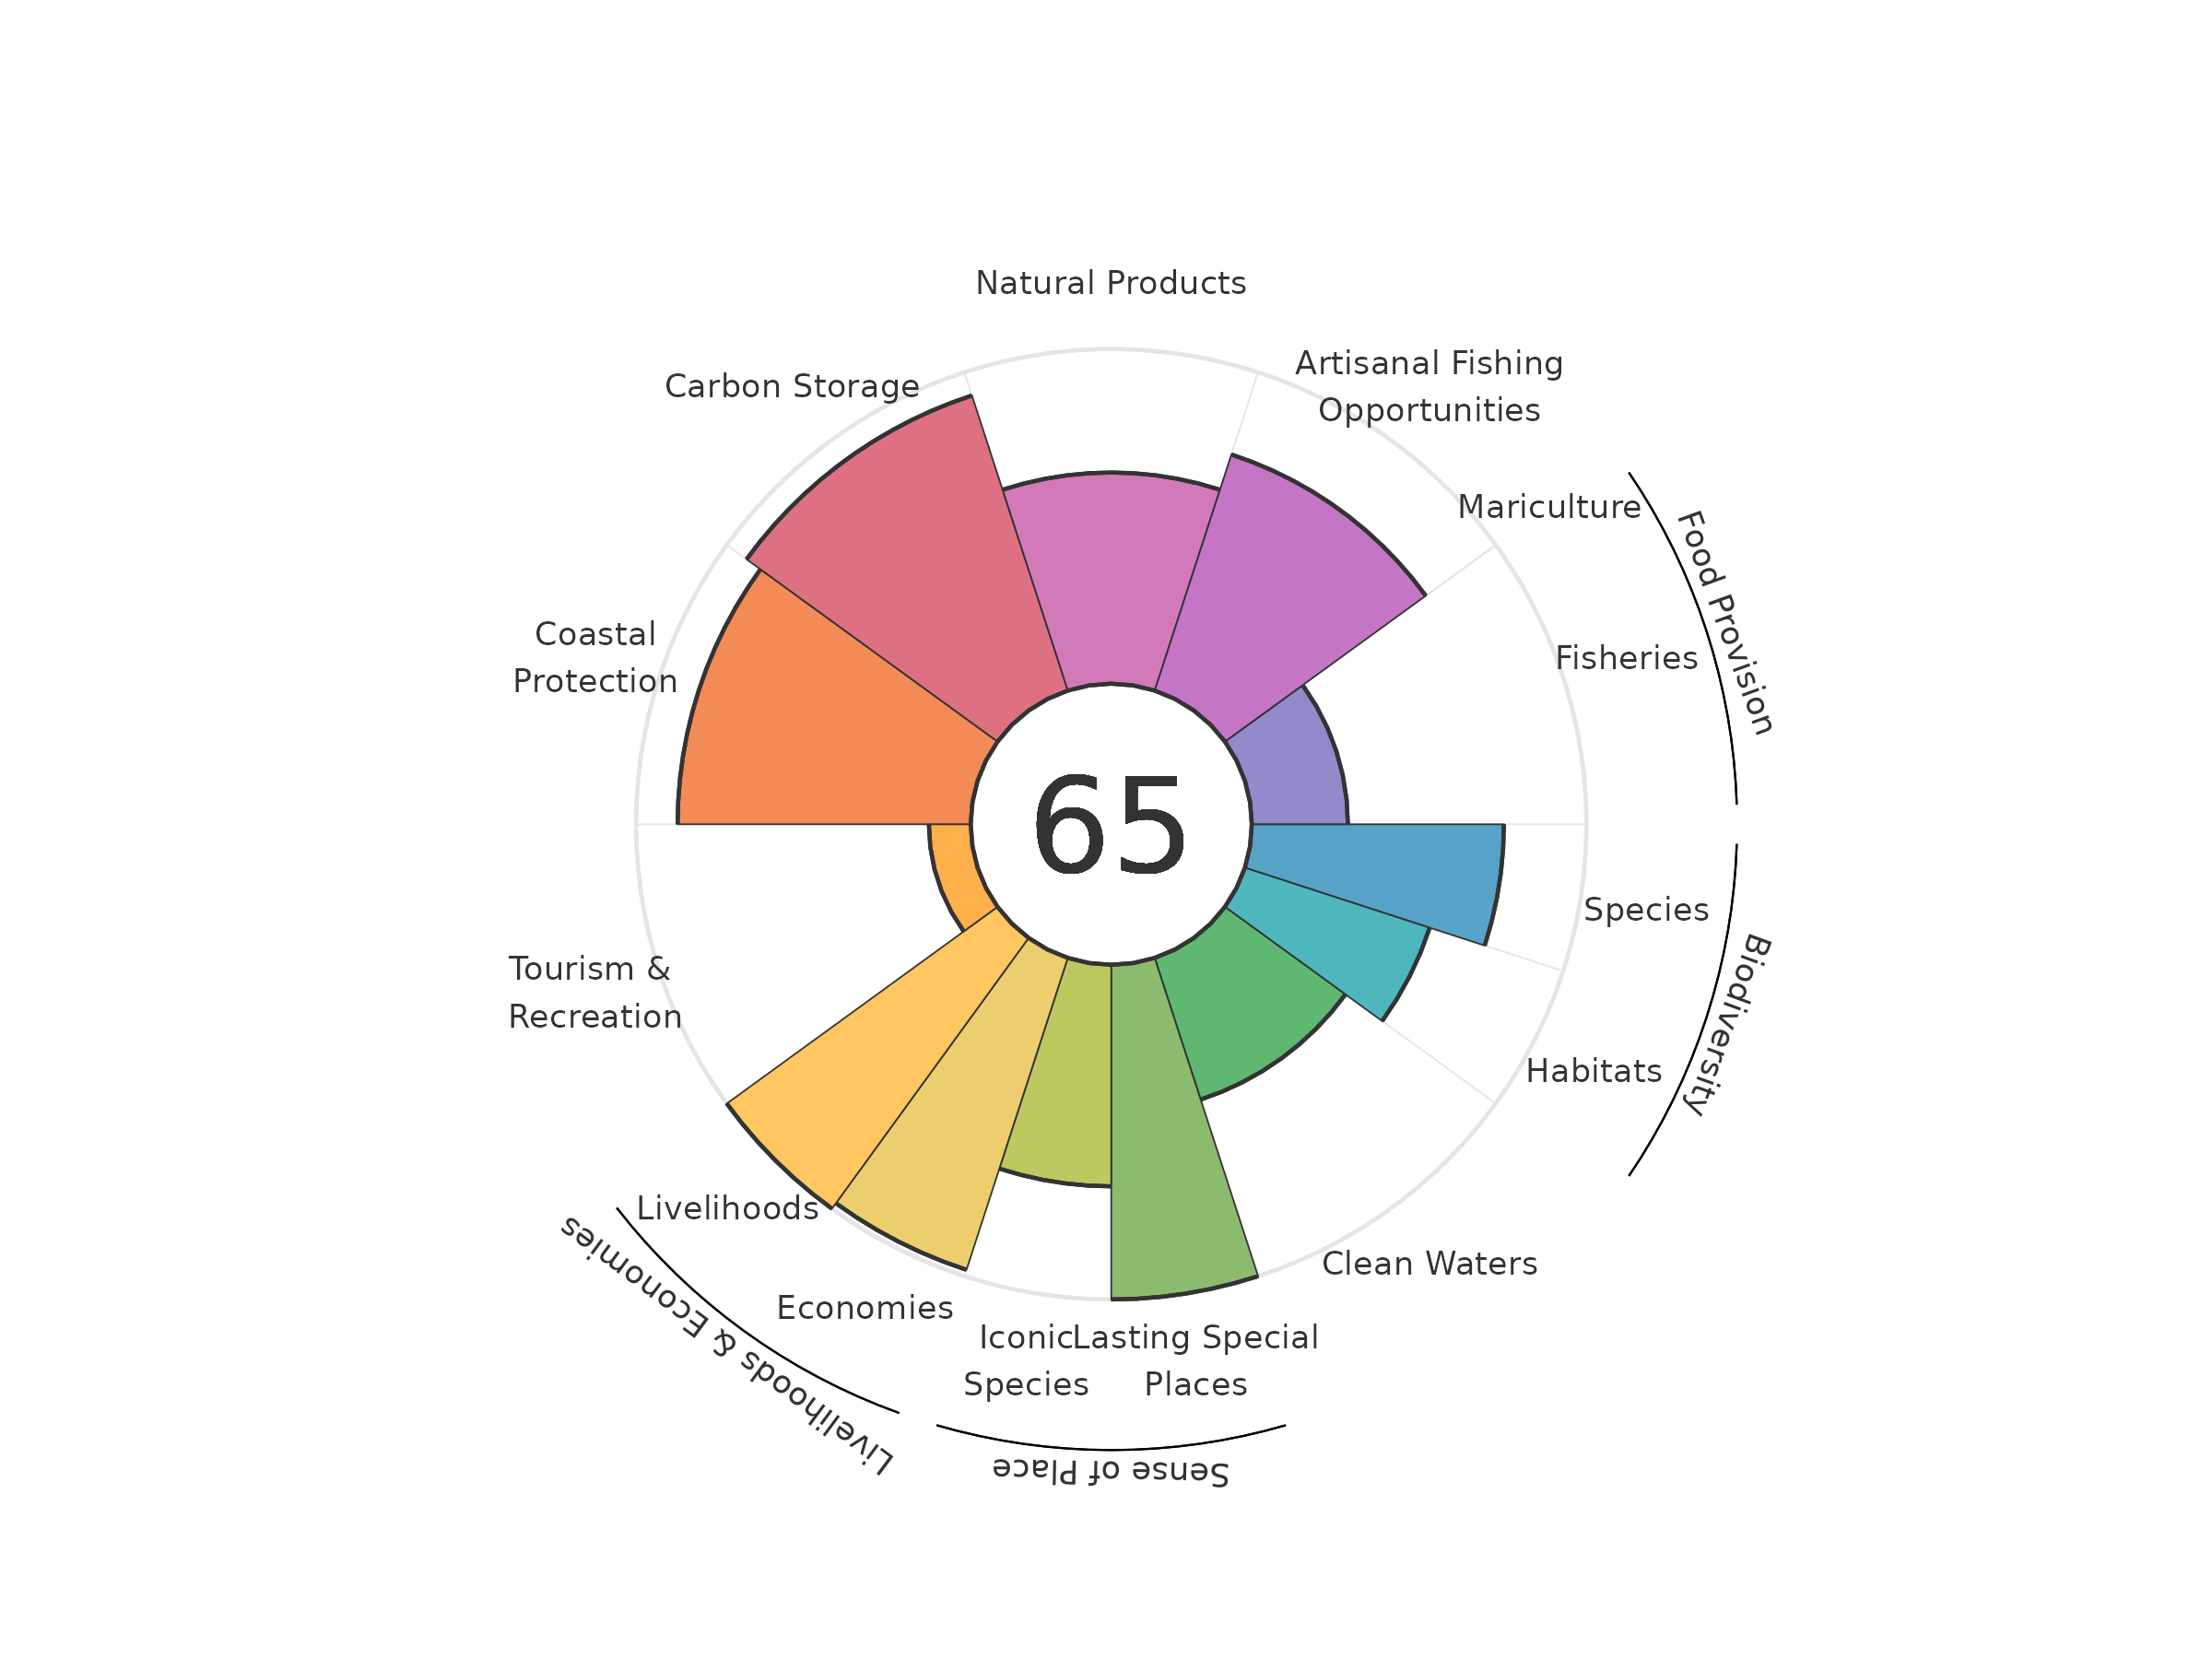 Natural Products
Carbon Storage
Artisanal Fishing
Opportunities
Mariculture
Food Provision
Fisheries
Coastal
Protection
65
Species
Biodiversity
Habitats
Tourism &
Recreation
Livelihoods
Livelihoods & Economies
Economies
Clean Waters
Iconic
Species
Lasting Special
Places
Sense of Place